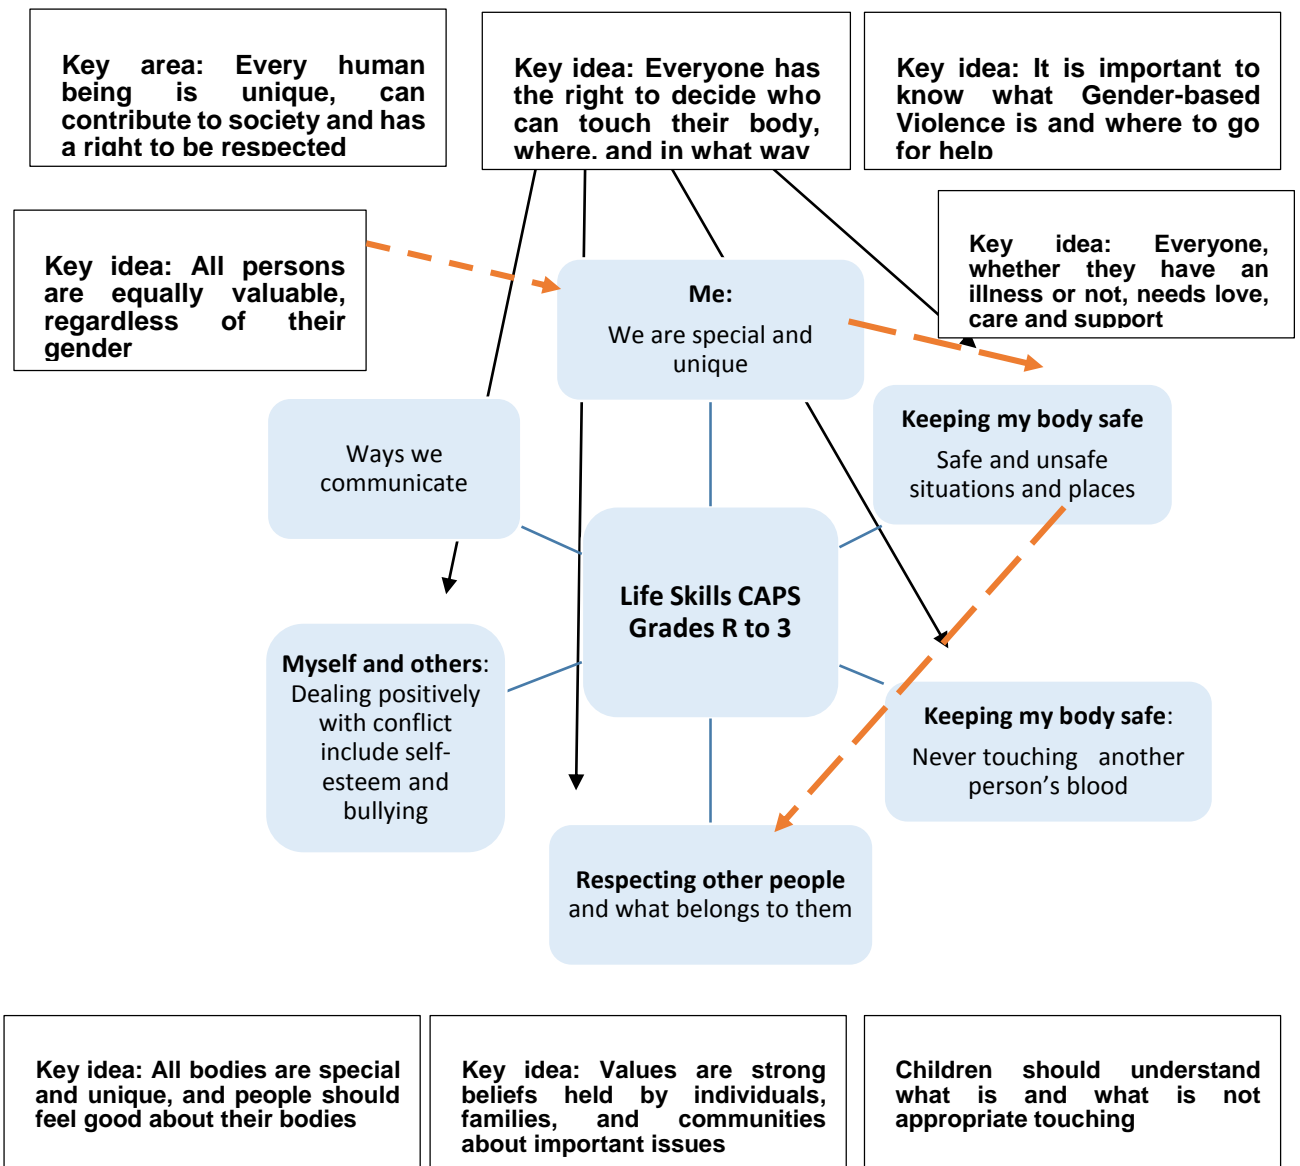 Key area: Every human
being is unique, can
contribute to society and has
a right to be respected
Key idea: Everyone has
the right to decide who
can touch their body,
where, and in what way
Key idea: It is important to
know what Gender-based
Violence is and where to go
for help
Key idea: All persons
are equally valuable,
regardless of their
gender
Key idea: Everyone,
whether they have an
illness or not, needs love,
care and support
Me:
We are special and
unique
Ways we
communicate
Keeping my body safe
Safe and unsafe
situations and places
Life Skills CAPS
Grades R to 3
Myself and others:
Dealing positively
with conflict
include self-
esteem and
bullying
Keeping my body safe:
Never touching another
person's blood
Respecting other people
and what belongs to them
Key idea: All bodies are special
and unique, and people should
feel good about their bodies
Key idea: Values are strong
beliefs held by individuals,
families, and communities
about important issues
Children should understand
what is and what is not
appropriate touching